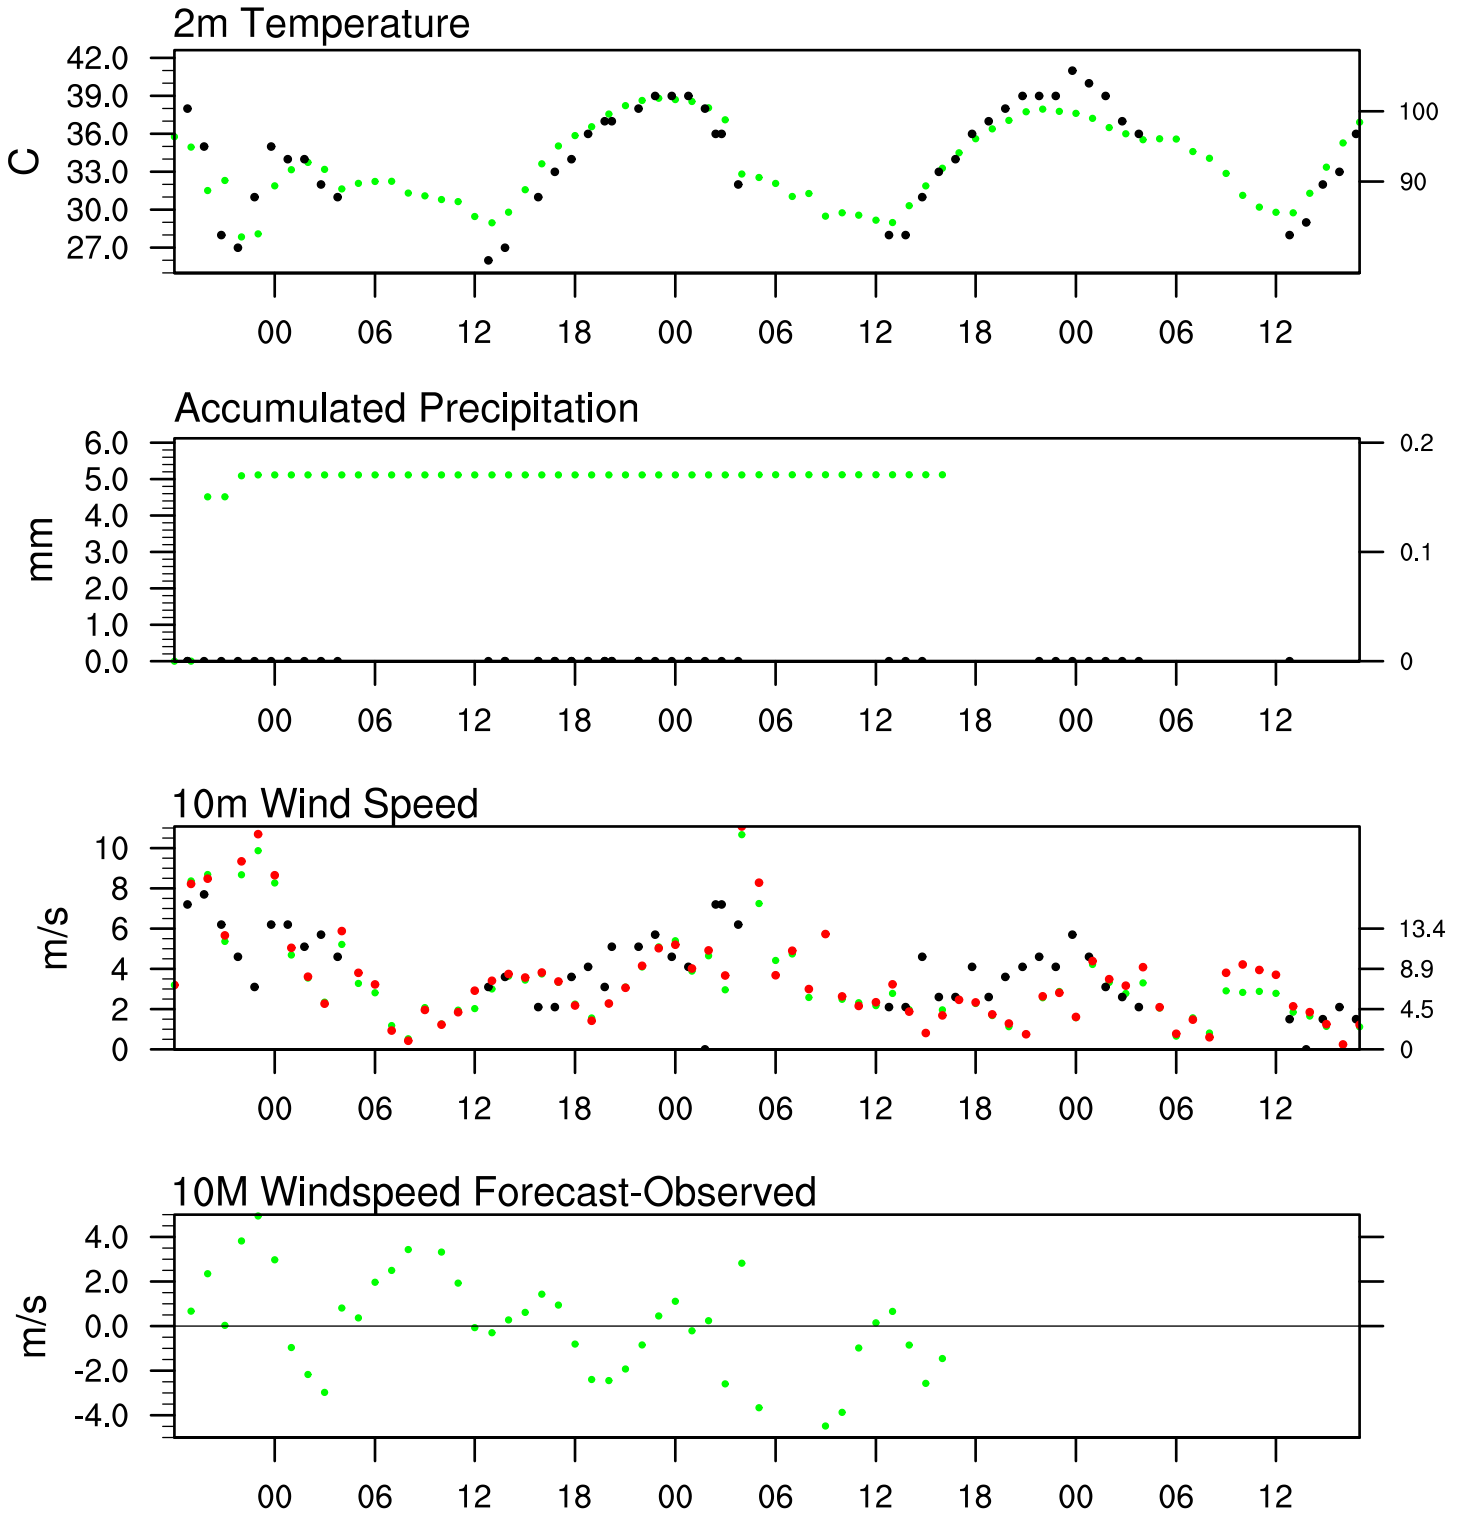 2m Temperature
42.0
39.0
36.0
33.0
30.0
27.0
C
100
90
00 06 12 18 00 06 12 18 00 06 12
Accumulated Precipitation
6.0
5.0
4.0
3.0
2.0
1.0
0.0
mm
0.2
0.1
0
00 06 12 18 00 06 12 18 00 06 12
10m Wind Speed
10
8
6
4
2
0
m/s
13.4
8.9
4.5
0
00 06 12 18 00 06 12 18 00 06 12
10M Windspeed Forecast-Observed
4.0
2.0
0.0
-2.0
-4.0
m/s
00 06 12 18 00 06 12 18 00 06 12